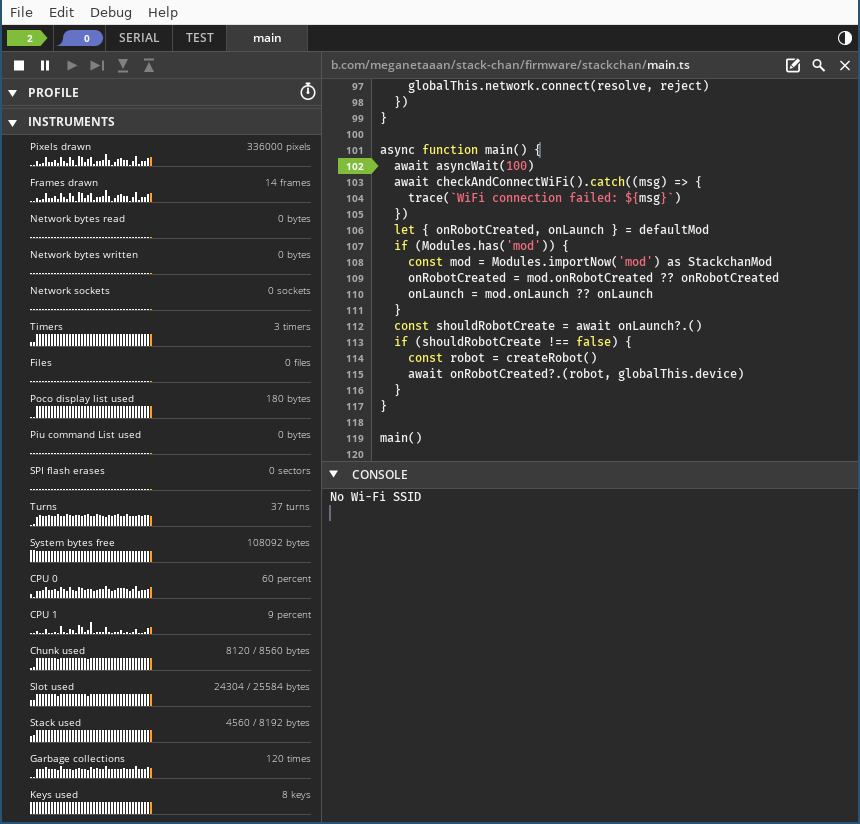 File Edit Debug Help
2 0 SERIAL TEST main
b.com/meganetaaan/stack-chan/firmware/stackchan/main.ts
PROFILE
INSTRUMENTS
Pixels drawn 336000 pixels
Frames drawn 14 frames
Network bytes read 0 bytes
Network bytes written 0 bytes
Network sockets 0 sockets
Timers 3 timers
Files 0 files
Poco display list used 180 bytes
Piu command List used 0 bytes
SPI flash erases 0 sectors
Turns 37 turns
System bytes free 108092 bytes
CPU 0 60 percent
CPU 1 9 percent
Chunk used 8120 / 8560 bytes
Slot used 24304 / 25584 bytes
Stack used 4560 / 8192 bytes
Garbage collections 120 times
Keys used 8 keys
97 globalThis.network.connect(resolve, reject)
98 })
99 }
100
101 async function main() {
102 await asyncWait(100)
103 await checkAndConnectWiFi().catch((msg) => {
104 trace(`WiFi connection failed: ${msg}`)
105 })
106 let { onRobotCreated, onLaunch } = defaultMod
107 if (Modules.has('mod')) {
108 const mod = Modules.importNow('mod') as StackchanMod
109 onRobotCreated = mod.onRobotCreated ?? onRobotCreated
110 onLaunch = mod.onLaunch ?? onLaunch
111 }
112 const shouldRobotCreate = await onLaunch?.()
113 if (shouldRobotCreate !== false) {
114 const robot = createRobot()
115 await onRobotCreated?.(robot, globalThis.device)
116 }
117 }
118
119 main()
120
CONSOLE
No Wi-Fi SSID